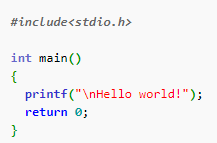 #include<stdio.h>
int main()
{
printf("\nHello world!");
return 0;
}